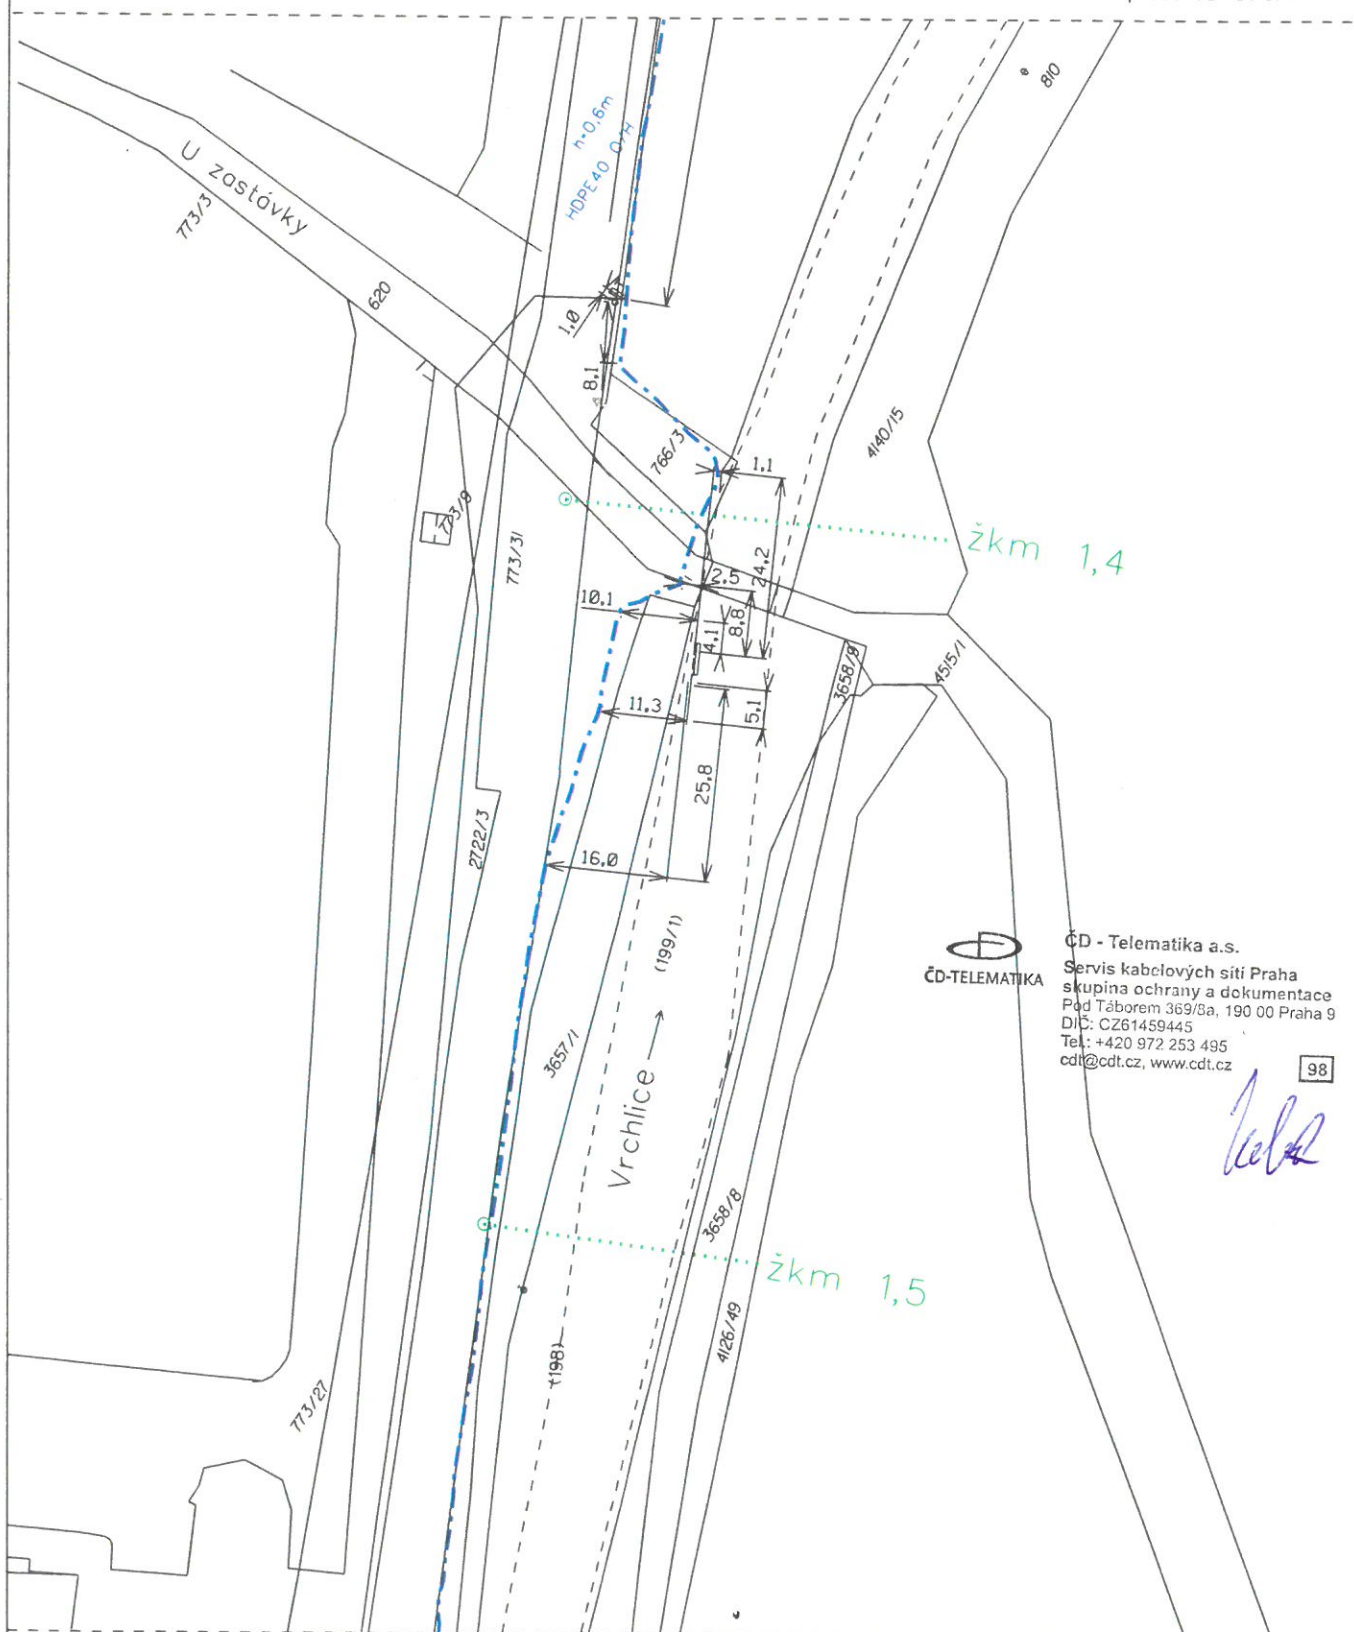 810
h=0,6m
HDPE40 O/H
U zastávky
773/3
620
1.0
8.1
766/3
1.1
4140/15
773/9
773/31
žkm 1,4
24.2
2.5
10.1
8.8
4.1
3658/9
4515/1
11.3
5.1
25.8
2722/3
16.0
(199/1)
3657/1
Vrchlice
ČD-TELEMATIKA
ČD - Telematika a.s.
Servis kabelových sítí Praha
skupina ochrany a dokumentace
Pod Táborem 369/8a, 190 00 Praha 9
DIČ: CZ61459445
Tel.: +420 972 253 495
cdt@cdt.cz, www.cdt.cz
98
3658/8
žkm 1,5
4126/49
(198)
773/27